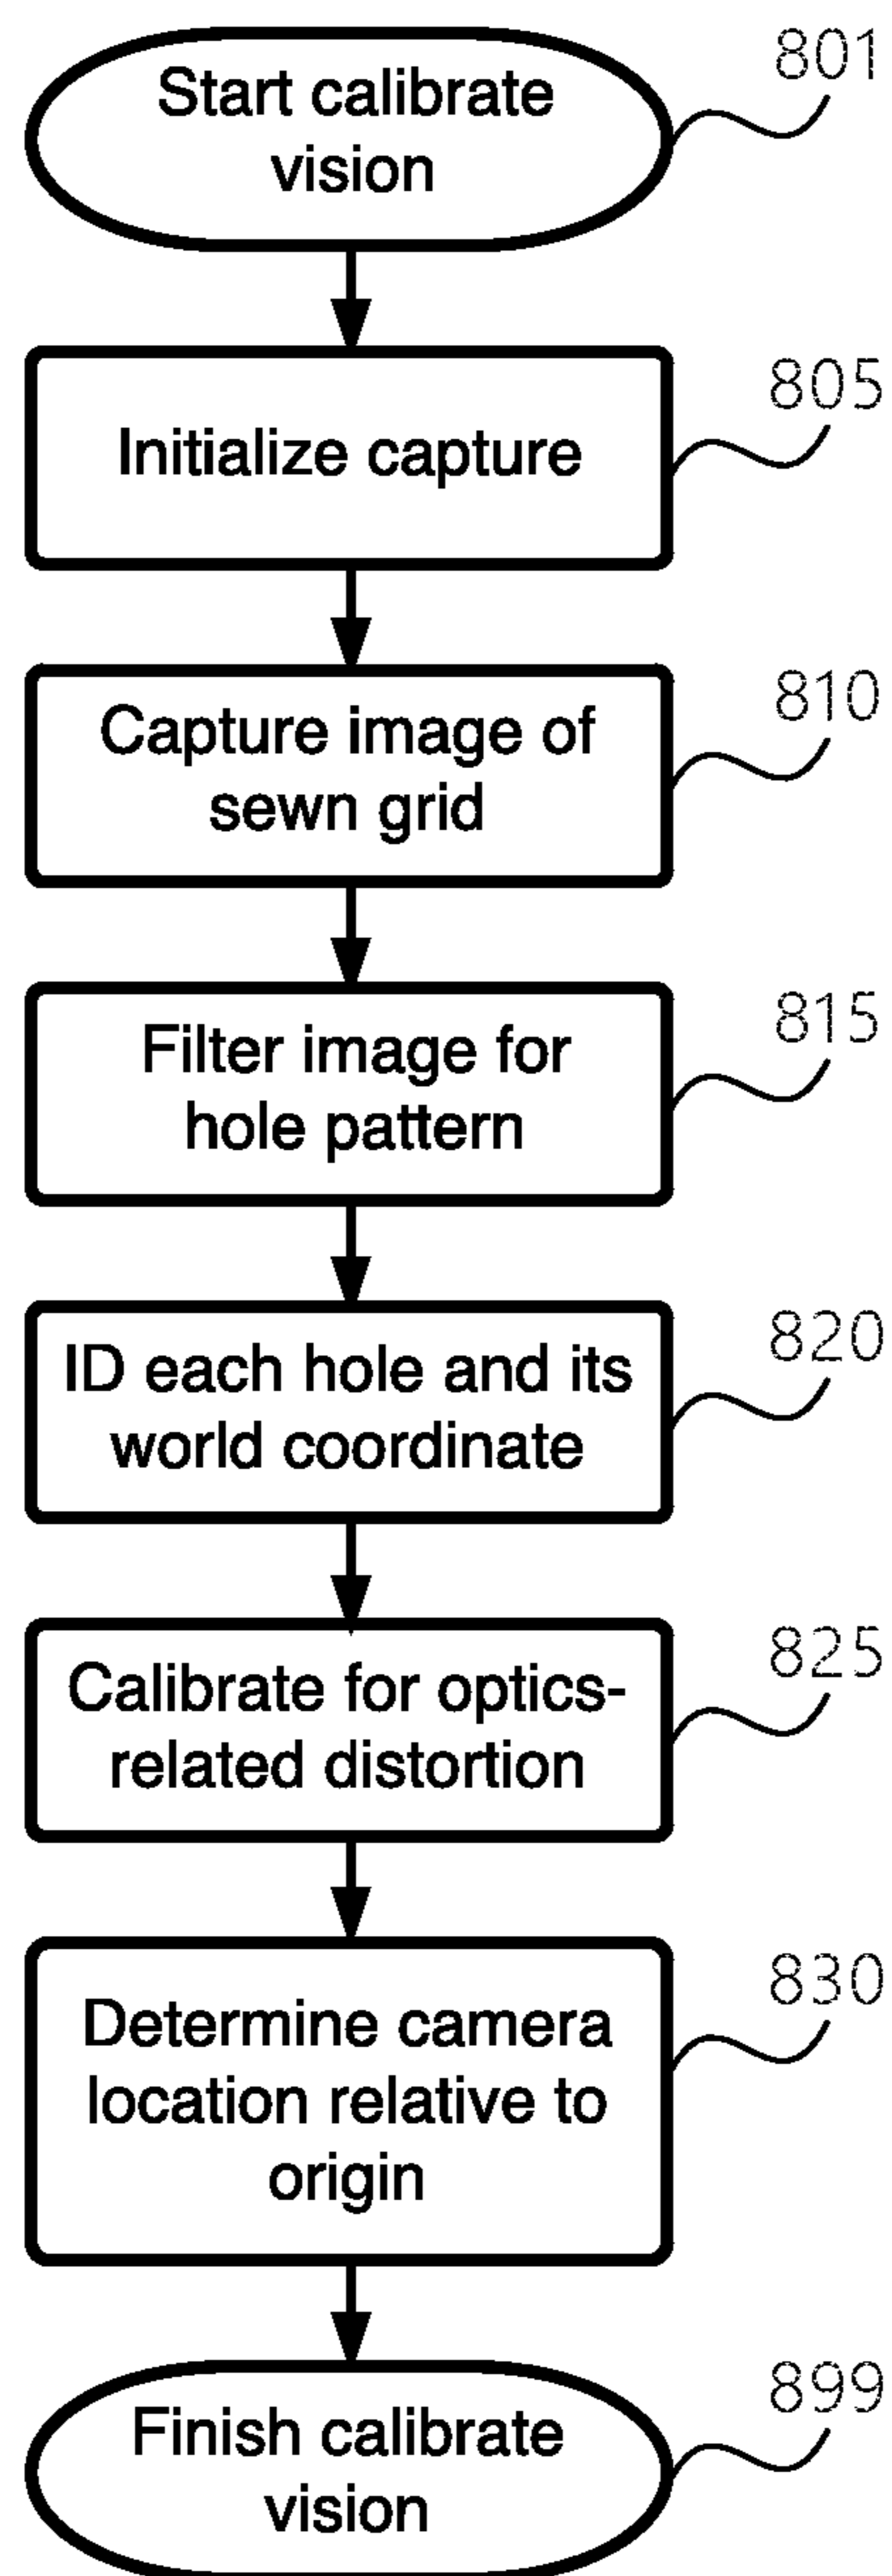 801
Start calibrate
vision
805
Initialize capture
810
Capture image of
sewn grid
815
Filter image for
hole pattern
820
ID each hole and its
world coordinate
825
Calibrate for optics-
related distortion
830
Determine camera
location relative to
origin
899
Finish calibrate
vision